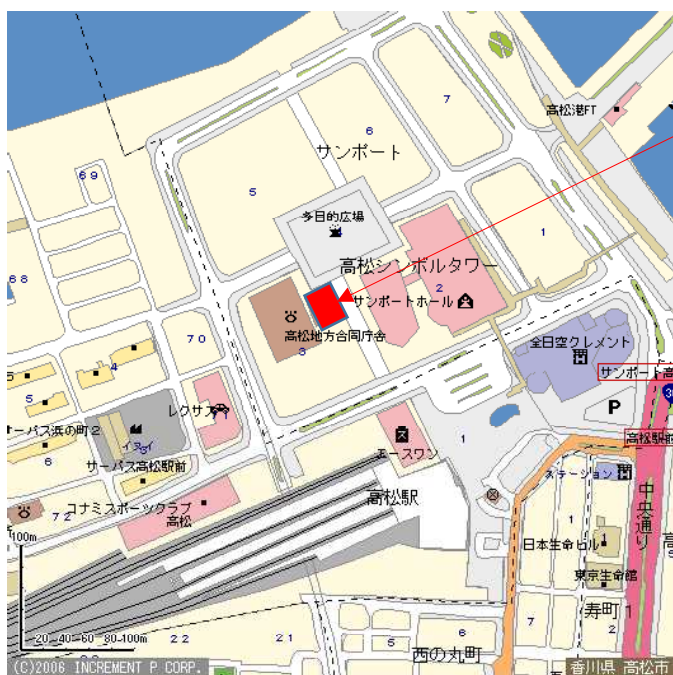 7
高松港FT
6
サンポート
69
5
多目的広場
1
高松シンボルタワー
68
2
サンポートホール
70
高松地方合同庁舎
3
全日空クレメント
4
サンポート高
5
レクサス
P
1
30
サーパス浜の町2
エースワン
1
高松駅前
6
サーパス高松駅前
ステーション
高松駅
コナミスポーツクラブ
高松
72
中央通り
1
100m
日本生命ビル
1
東京生命館
寿町1
7
20 40 60 80 100m
22
21
5
6
2
西の丸町
(C)2006 INCREMENT P CORP.
香川県 高松市